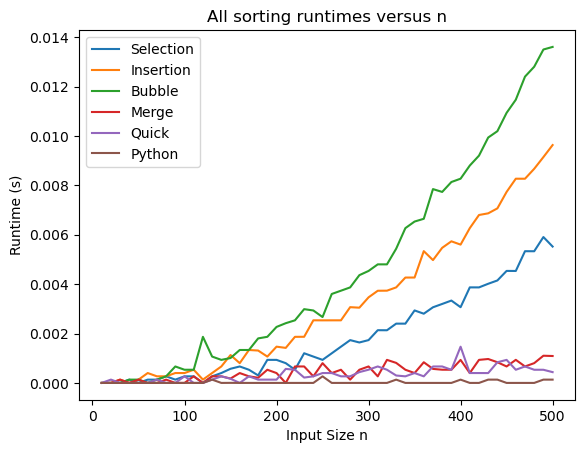 All sorting runtimes versus n
Selection
Insertion
Bubble
Merge
Quick
Python
Runtime (s)
0.014
0.012
0.010
0.008
0.006
0.004
0.002
0.000
0 100 200 300 400 500
Input Size n